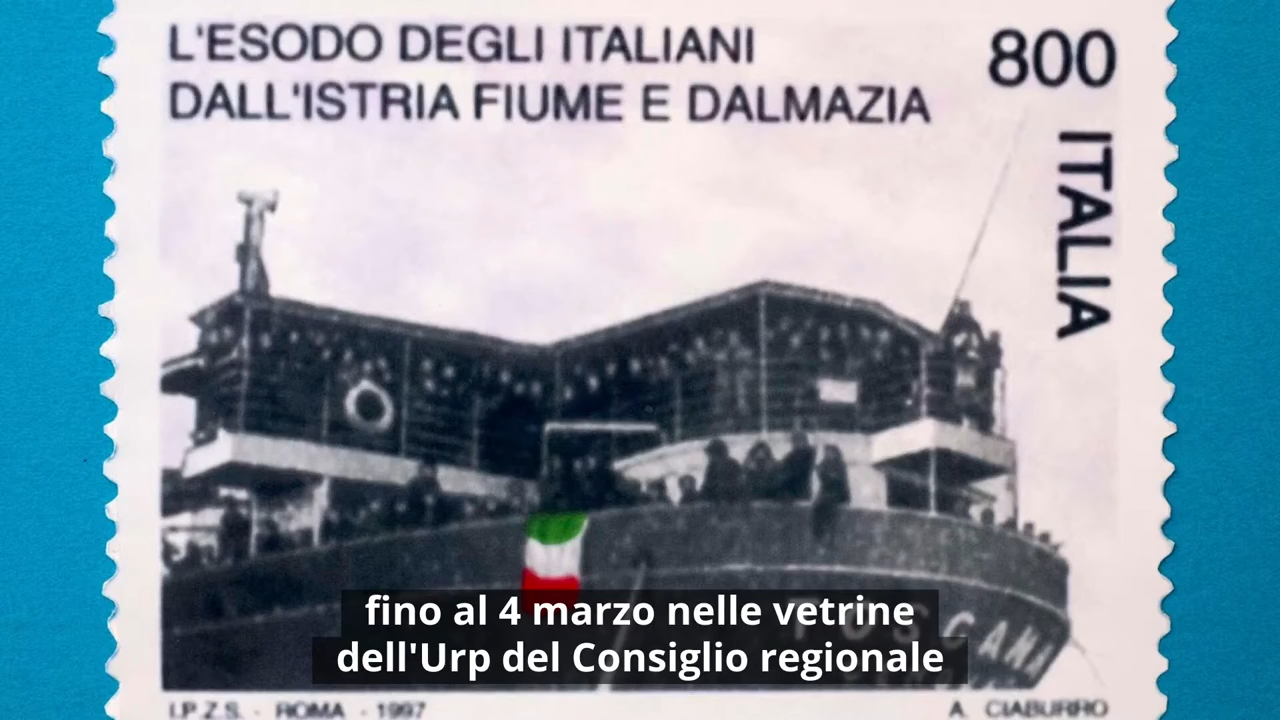 L'ESODO DEGLI ITALIANI
DALL'ISTRIA FIUME E DALMAZIA
800
ITALIA
TOSCANA
fino al 4 marzo nelle vetrine
dell'Urp del Consiglio regionale
I.P.Z.S. - ROMA - 1997
A. CIABURRO